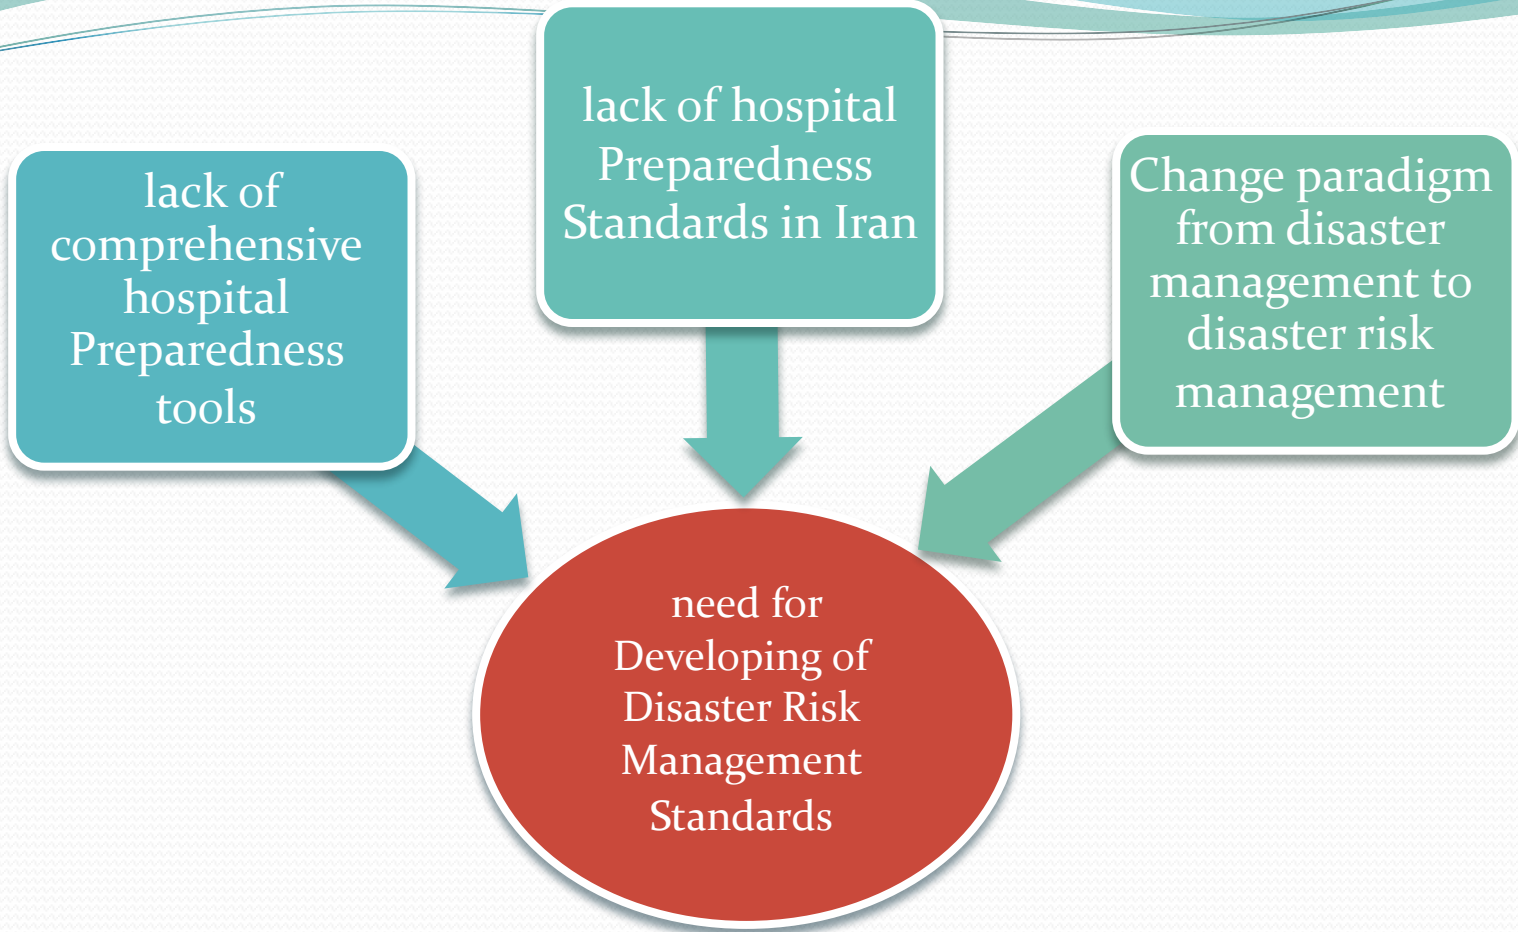 lack of
comprehensive
hospital
Preparedness
tools
lack of hospital
Preparedness
Standards in Iran
Change paradigm
from disaster
management to
disaster risk
management
need for
Developing of
Disaster Risk
Management
Standards